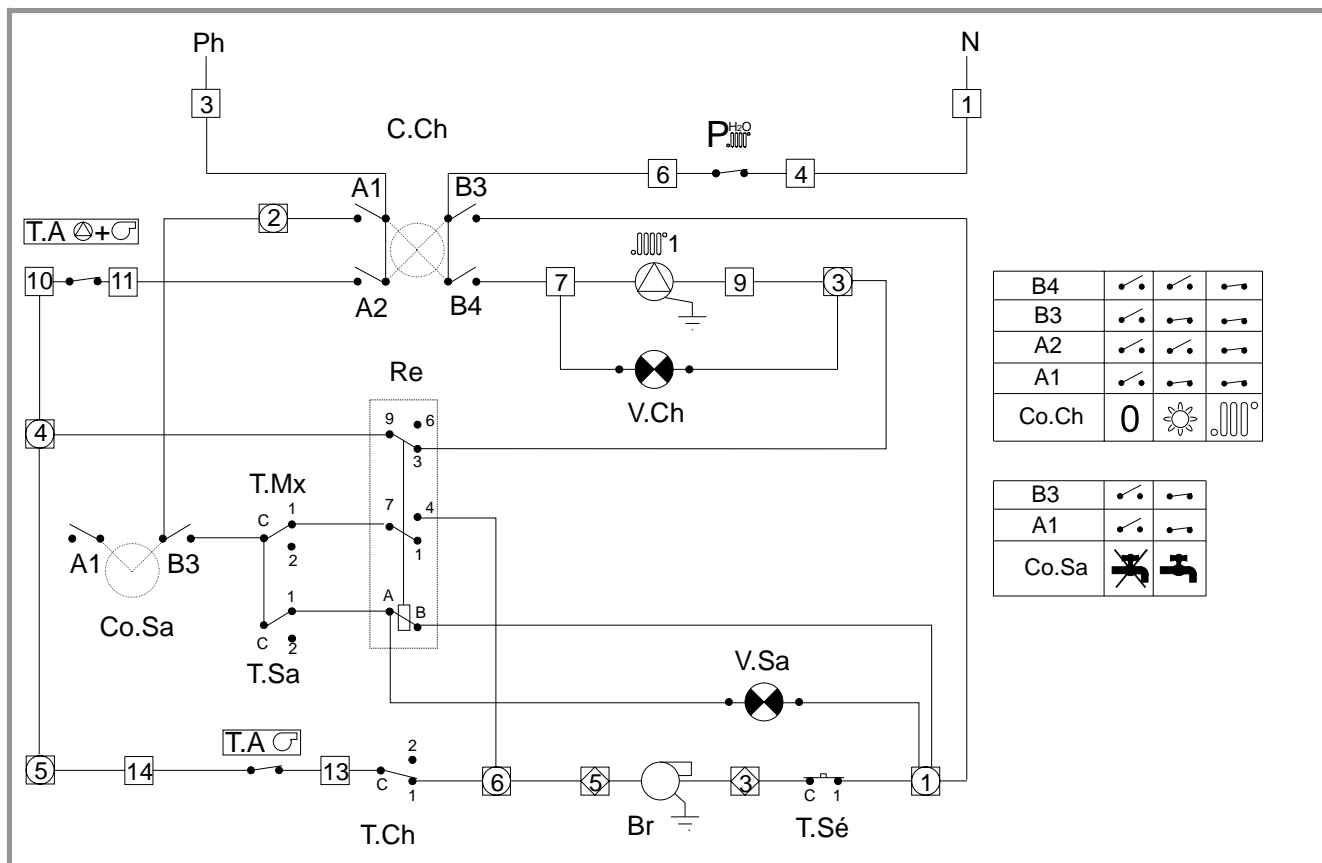 Ph
N
3
1
C.Ch
P H₂O
6
4
A1
B3
2
T.A +
1
10
11
7
9
3
A2
B4
V.Ch
Re
9
6
3
4
T.Mx
C
1
2
7
4
1
A1
B3
Co.Sa
C
1
2
T.Sa
A
B
V.Sa
T.A
5
14
13
2
C
1
T.Ch
6
5
Br
3
C
1
T.Sé
1
B4
B3
A2
A1
Co.Ch
0
B3
A1
Co.Sa